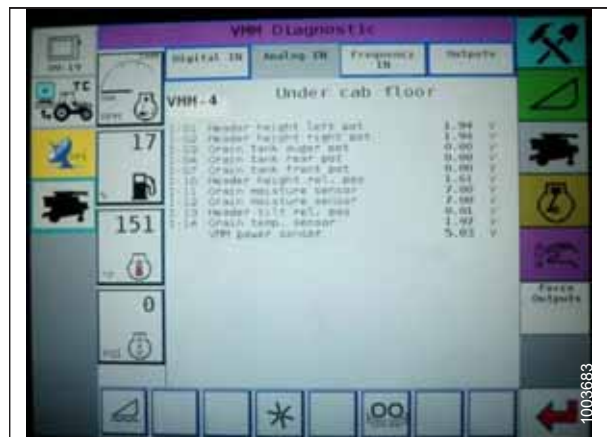 VMM Diagnostic
Digital IN
Analog IN
Frequency IN
Outputs
TC
VMM-4
Under cab floor
Header height left pot 1.94 V
Header height right pot 1.94 V
Grain tank auger pot 0.00 V
Grain tank rear pot 0.00 V
Grain tank front pot 0.00 V
Header height rel. pos 1.61 V
Grain moisture sensor 7.00 V
Grain moisture sensor 7.00 V
Header tilt rel. pos 0.01 V
Grain temp. sensor 1.97 V
VMM power sensor 5.03 V
17
151
0
Force
Outputs
1003683